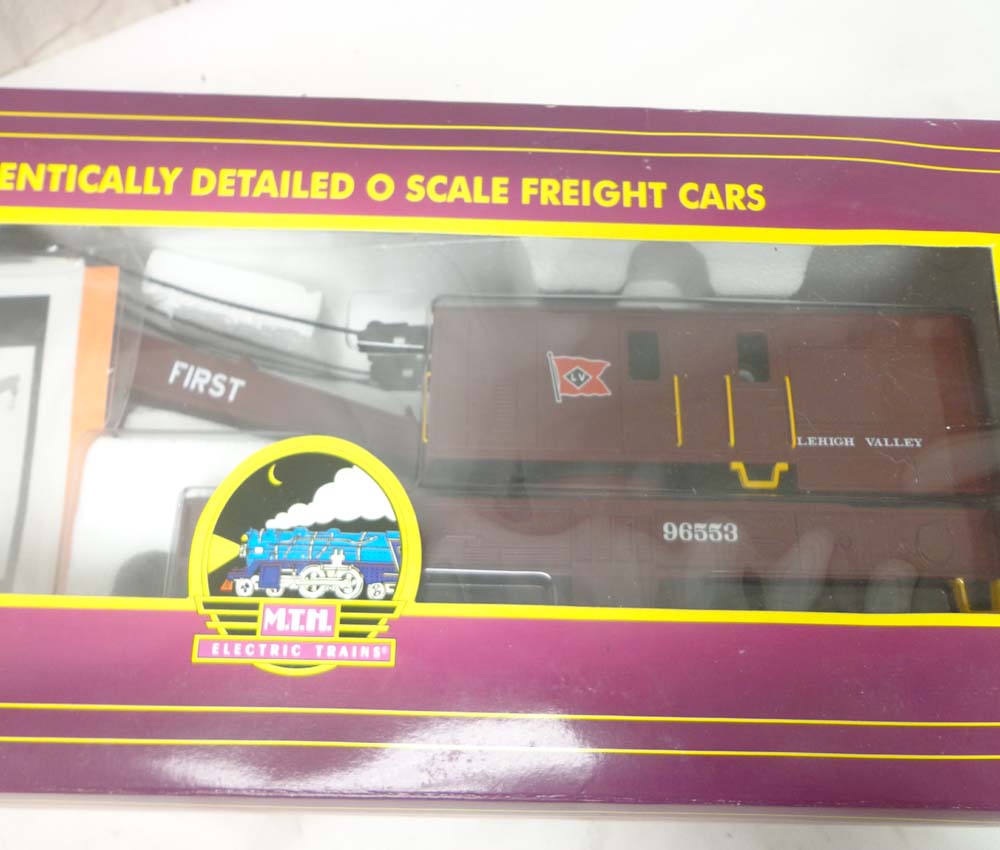 ENTICALLY DETAILED O SCALE FREIGHT CARS
FIRST
LV
LEHIGH VALLEY
96553
M.T.H.
ELECTRIC TRAINS®